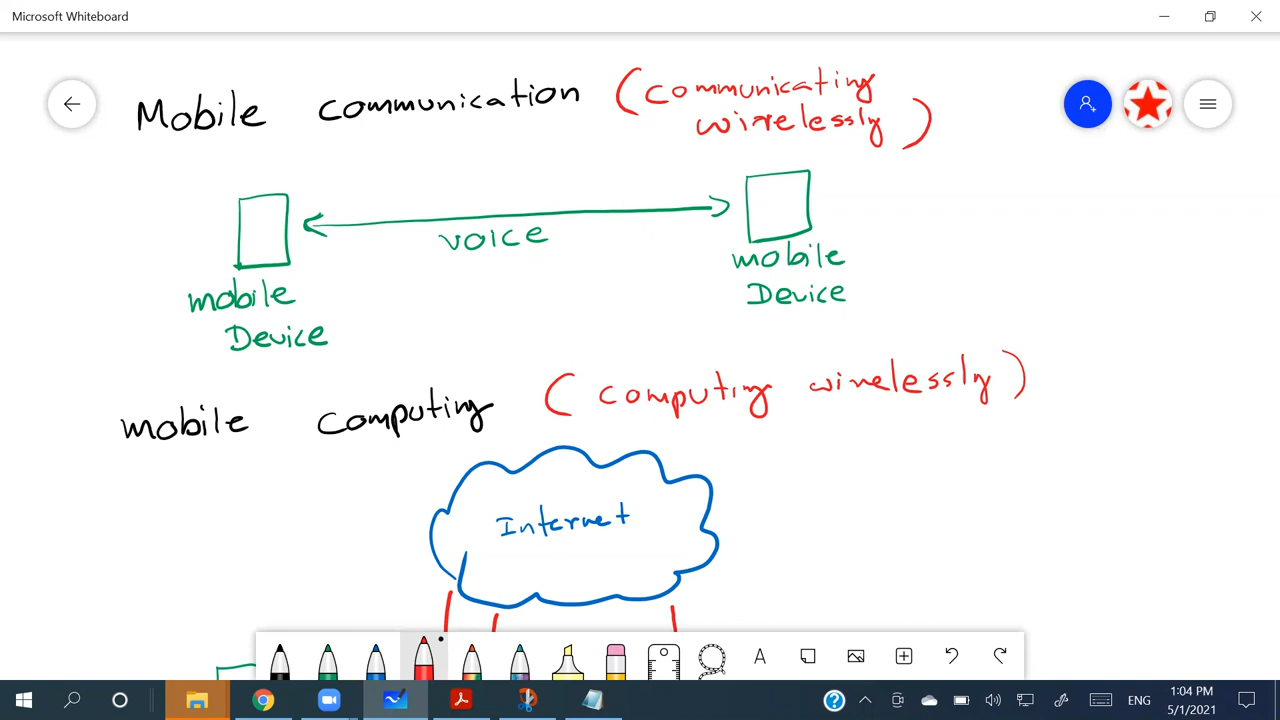 Microsoft Whiteboard
Mobile communication (communicating
wirelessly)
voice
mobile
Device
mobile
Device
mobile computing (computing wirelessly)
Internet
A
ENG
1:04 PM
5/1/2021